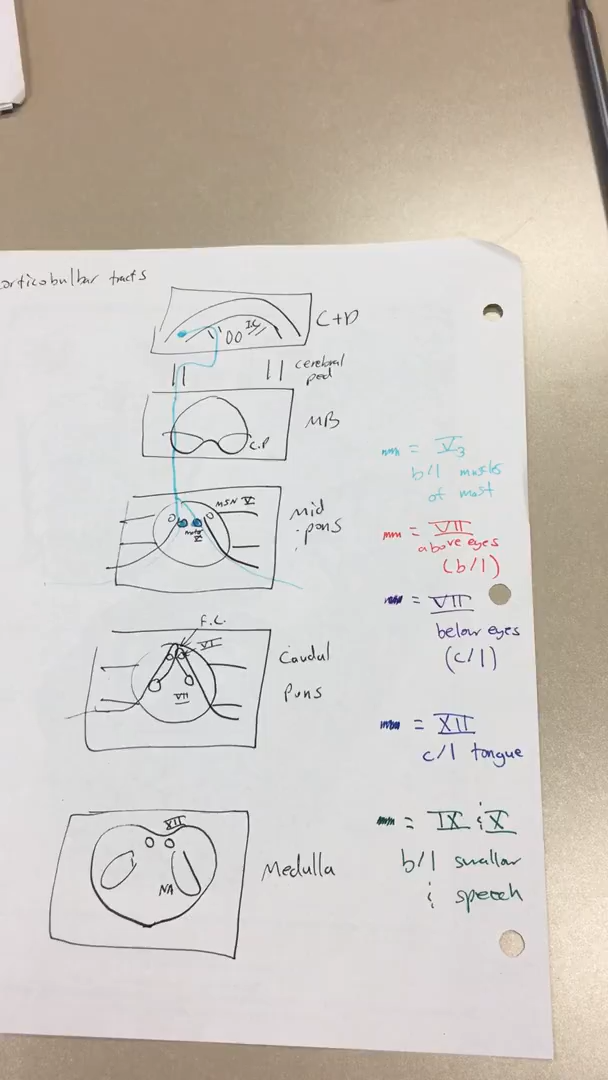 orticobulbar tracts
IC
C+D
cerebral
ped
MB
C.P
MSN V
Mid
pons
motor
V
F.C.
VI
VII
Caudal
Pons
XII
NA
Medulla
= V3
b/l muscles
of mast
= VII
above eyes
(b/l)
= VII
below eyes
(c/l)
= XII
c/l tongue
= IX & X
b/l swallow
& speech